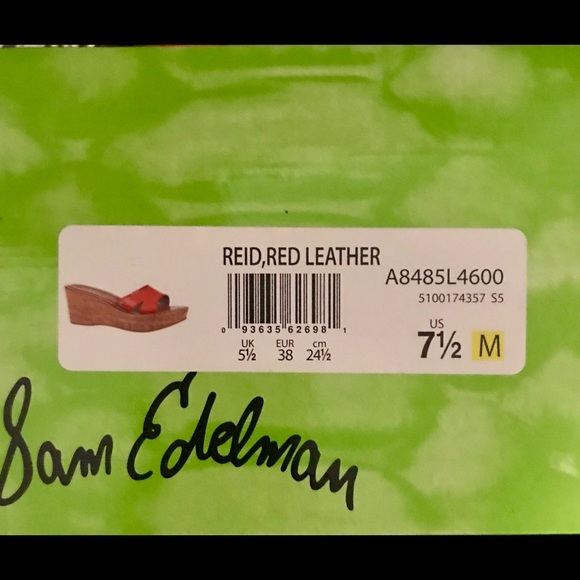 REID,RED LEATHER
A8485L4600
5100174357 S5
0 93635 62698 1
UK EUR cm
5½ 38 24½
US
7½ M
Sam Edelman